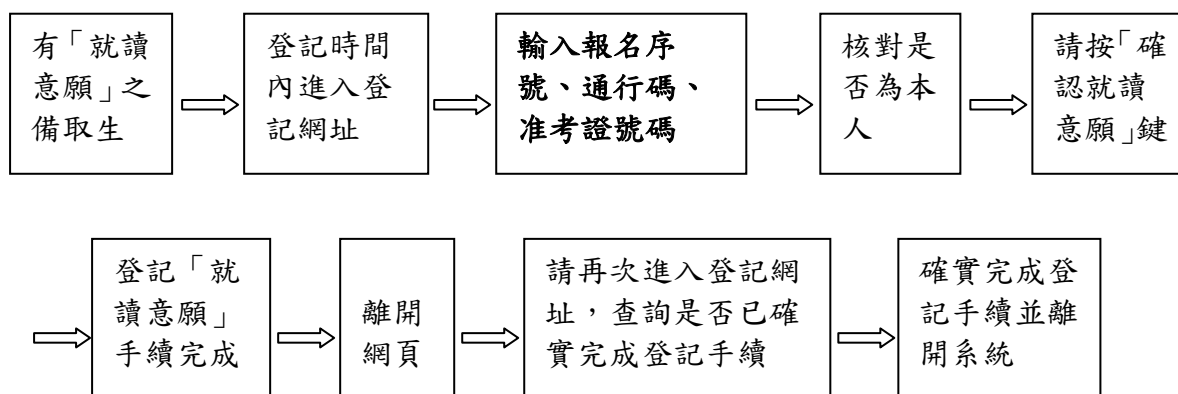 有「就讀
意願」之
備取生
登記時間
內進入登
記網址
輸入報名序
號、通行碼、
准考證號碼
核對是
否為本
人
請按「確
認就讀
意願」鍵
登記「就
讀意願」
手續完成
離開
網頁
請再次進入登記網
址，查詢是否已確
實完成登記手續
確實完成登
記手續並離
開系統